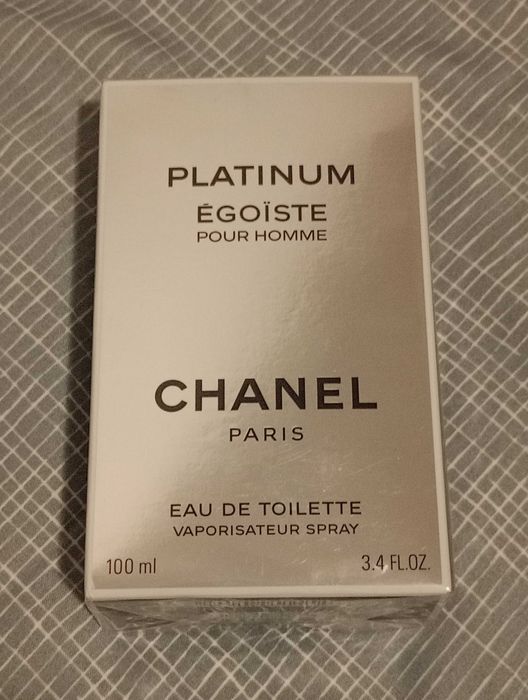 PLATINUM
ÉGOÏSTE
POUR HOMME
CHANEL
PARIS
EAU DE TOILETTE
VAPORISATEUR SPRAY
100 ml 3.4 FL.OZ.